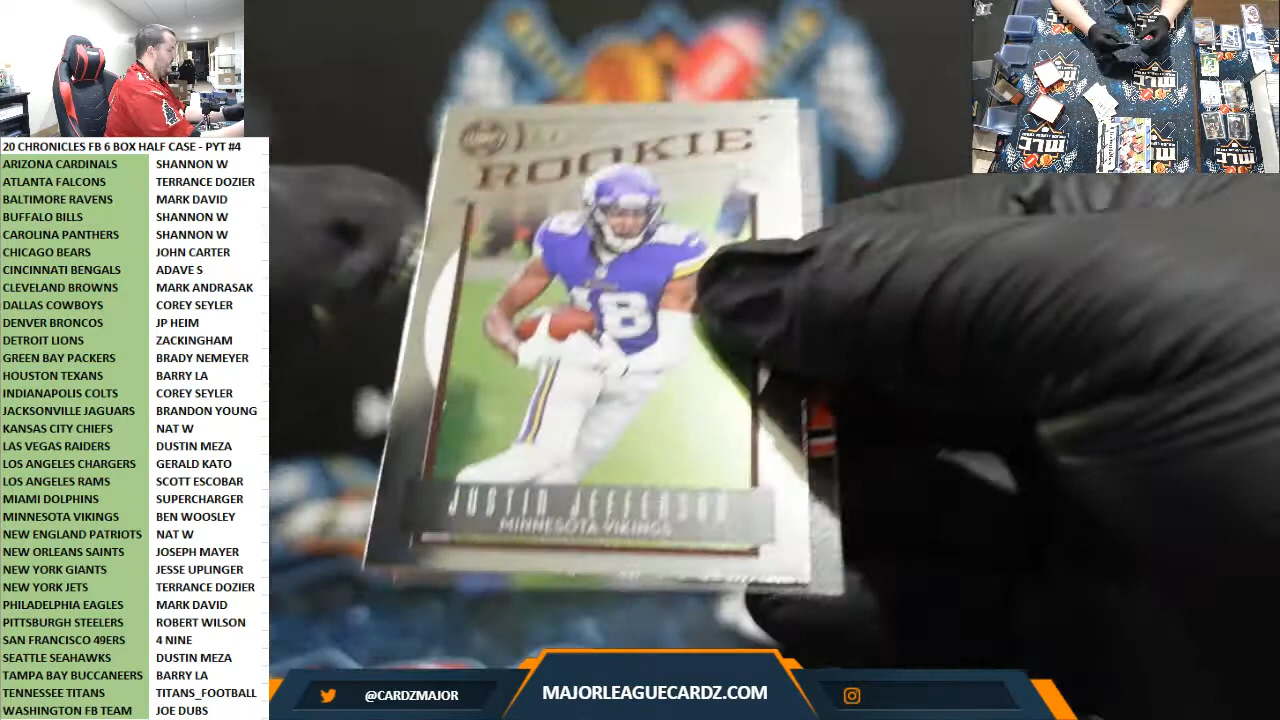 20 CHRONICLES FB 6 BOX HALF CASE - PYT #4
ARIZONA CARDINALS SHANNON W
ATLANTA FALCONS TERRANCE DOZIER
BALTIMORE RAVENS MARK DAVID
BUFFALO BILLS SHANNON W
CAROLINA PANTHERS SHANNON W
CHICAGO BEARS JOHN CARTER
CINCINNATI BENGALS ADAVE S
CLEVELAND BROWNS MARK ANDRASAK
DALLAS COWBOYS COREY SEYLER
DENVER BRONCOS JP HEIM
DETROIT LIONS ZACKINGHAM
GREEN BAY PACKERS BRADY NEMEYER
HOUSTON TEXANS BARRY LA
INDIANAPOLIS COLTS COREY SEYLER
JACKSONVILLE JAGUARS BRANDON YOUNG
KANSAS CITY CHIEFS NAT W
LAS VEGAS RAIDERS DUSTIN MEZA
LOS ANGELES CHARGERS GERALD KATO
LOS ANGELES RAMS SCOTT ESCOBAR
MIAMI DOLPHINS SUPERCHARGER
MINNESOTA VIKINGS BEN WOOSLEY
NEW ENGLAND PATRIOTS NAT W
NEW ORLEANS SAINTS JOSEPH MAYER
NEW YORK GIANTS JESSE UPLINGER
NEW YORK JETS TERRANCE DOZIER
PHILADELPHIA EAGLES MARK DAVID
PITTSBURGH STEELERS ROBERT WILSON
SAN FRANCISCO 49ERS 4 NINE
SEATTLE SEAHAWKS DUSTIN MEZA
TAMPA BAY BUCCANEERS BARRY LA
TENNESSEE TITANS TITANS_FOOTBALL
WASHINGTON FB TEAM JOE DUBS
ROOKIE
18
JUSTIN JEFFERSON
MINNESOTA VIKINGS
@CARDZMAJOR
MAJORLEAGUECARDZ.COM